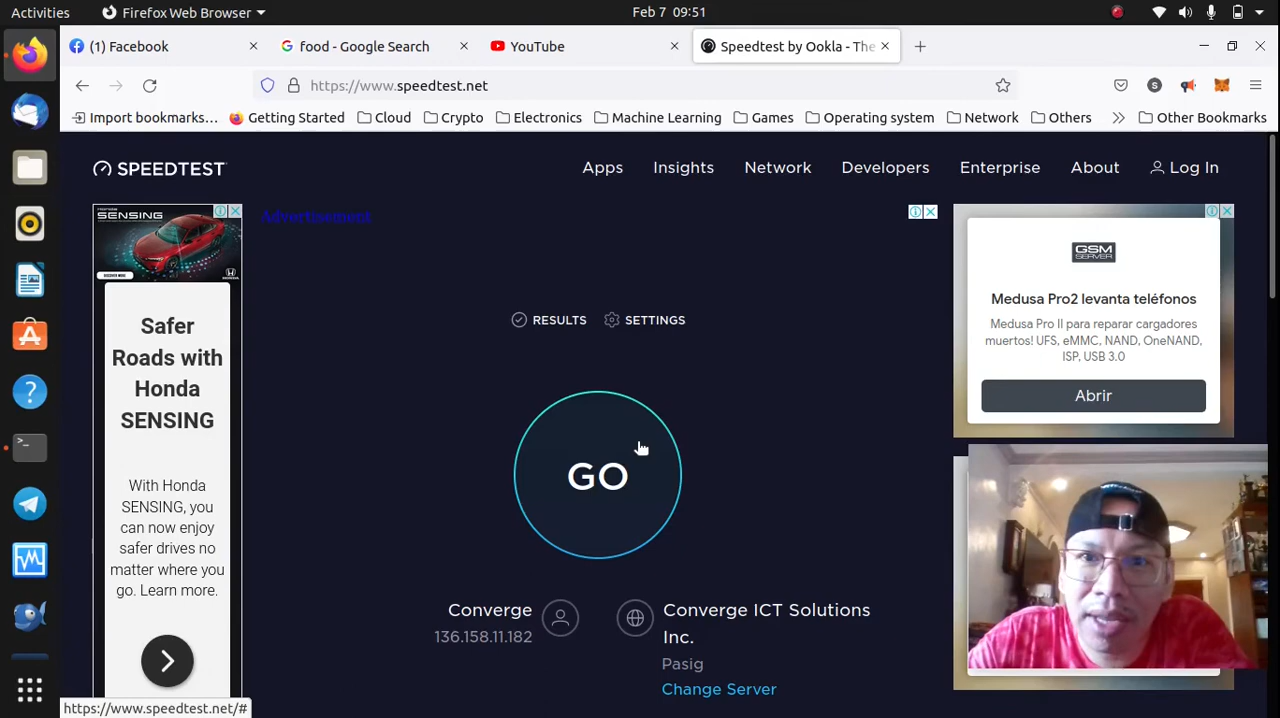 Activities
Firefox Web Browser
Feb 7 09:51
(1) Facebook
food - Google Search
YouTube
Speedtest by Ookla - The
https://www.speedtest.net
S
Import bookmarks...
Getting Started
Cloud
Crypto
Electronics
Machine Learning
Games
Operating system
Network
Others
Other Bookmarks
SPEEDTEST
Apps
Insights
Network
Developers
Enterprise
About
Log In
SENSING
DISCOVER MORE
HONDA
Safer
Roads with
Honda
SENSING
With Honda
SENSING, you
can now enjoy
safer drives no
matter where you
go. Learn more.
Advertisement
RESULTS
SETTINGS
GO
Converge
136.158.11.182
Converge ICT Solutions
Inc.
Pasig
Change Server
GSM
SERVER
Medusa Pro2 levanta teléfonos
Medusa Pro II para reparar cargadores
muertos! UFS, eMMC, NAND, OneNAND,
ISP, USB 3.0
Abrir
https://www.speedtest.net/#